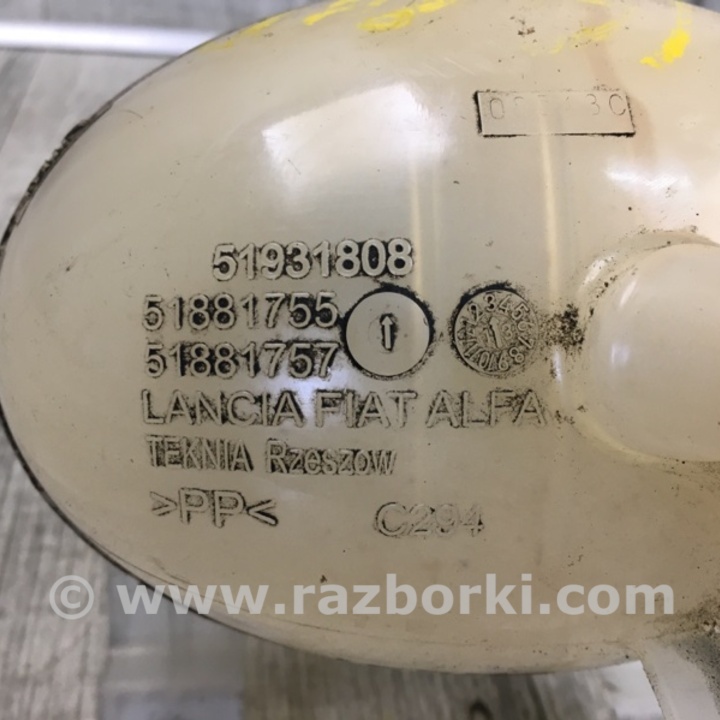 51931808
51881755
51881757
LANCIA FIAT ALFA
TEKNIA Rzeszow
>PP<
C294
© www.razborki.com